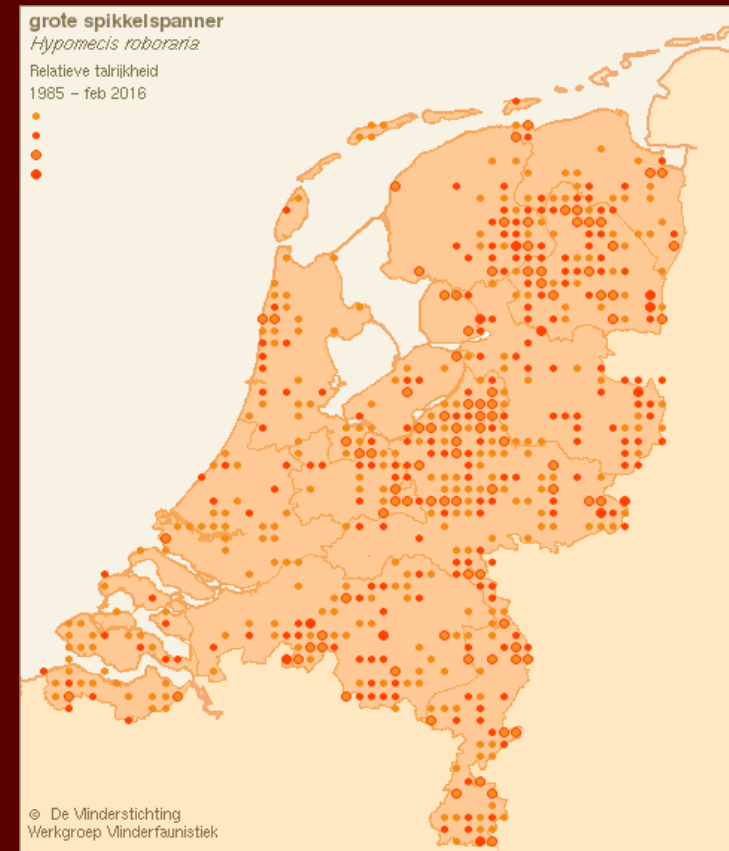 grote spikkelspanner
Hypomecis roboraria
Relatieve talrijkheid
1985 – feb 2016
© De Vlinderstichting
Werkgroep Vlinderfaunistiek